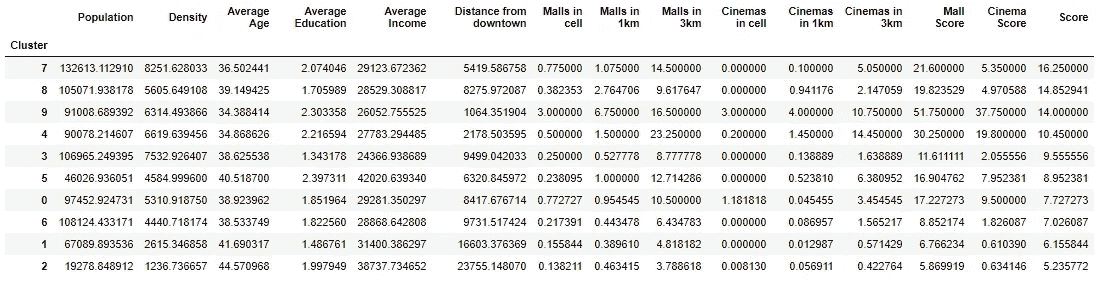 Population Density Average Age Average Education Average Income Distance from downtown Malls in cell Malls in 1km Malls in 3km Cinemas in cell Cinemas in 1km Cinemas in 3km Mall Score Cinema Score Score
Cluster
7 132613.112910 8251.628033 36.502441 2.074046 29123.672362 5419.586758 0.775000 1.075000 14.500000 0.000000 0.100000 5.050000 21.600000 5.350000 16.250000
8 105071.938178 5605.649108 39.149425 1.705989 28529.308817 8275.972087 0.382353 2.764706 9.617647 0.000000 0.941176 2.147059 19.823529 4.970588 14.852941
9 91008.689392 6314.493866 34.388414 2.303358 26052.755525 1064.351904 3.000000 6.750000 16.500000 3.000000 4.000000 10.750000 51.750000 37.750000 14.000000
4 90078.214607 6619.639456 34.868626 2.216594 27783.294485 2178.503595 0.500000 1.500000 23.250000 0.200000 1.450000 14.450000 30.250000 19.800000 10.450000
3 106965.249395 7532.926407 38.625538 1.343178 24366.938689 9499.042033 0.250000 0.527778 8.777778 0.000000 0.138889 1.638889 11.611111 2.055556 9.555556
5 46026.936051 4584.999600 40.518700 2.397311 42020.639340 6320.845972 0.238095 1.000000 12.714286 0.000000 0.523810 6.380952 16.904762 7.952381 8.952381
0 97452.924731 5310.918750 38.923962 1.851964 29281.350297 8417.676714 0.772727 0.954545 10.500000 1.181818 0.045455 3.454545 17.227273 9.500000 7.727273
6 108124.433171 4440.718174 38.533749 1.822560 28868.642808 9731.517424 0.217391 0.443478 6.434783 0.000000 0.086957 1.565217 8.852174 1.826087 7.026087
1 67089.893536 2615.346858 41.690317 1.486761 31400.386297 16603.376369 0.155844 0.389610 4.818182 0.000000 0.012987 0.571429 6.766234 0.610390 6.155844
2 19278.848912 1236.736657 44.570968 1.997949 38737.734652 23755.148070 0.138211 0.463415 3.788618 0.008130 0.056911 0.422764 5.869919 0.634146 5.235772